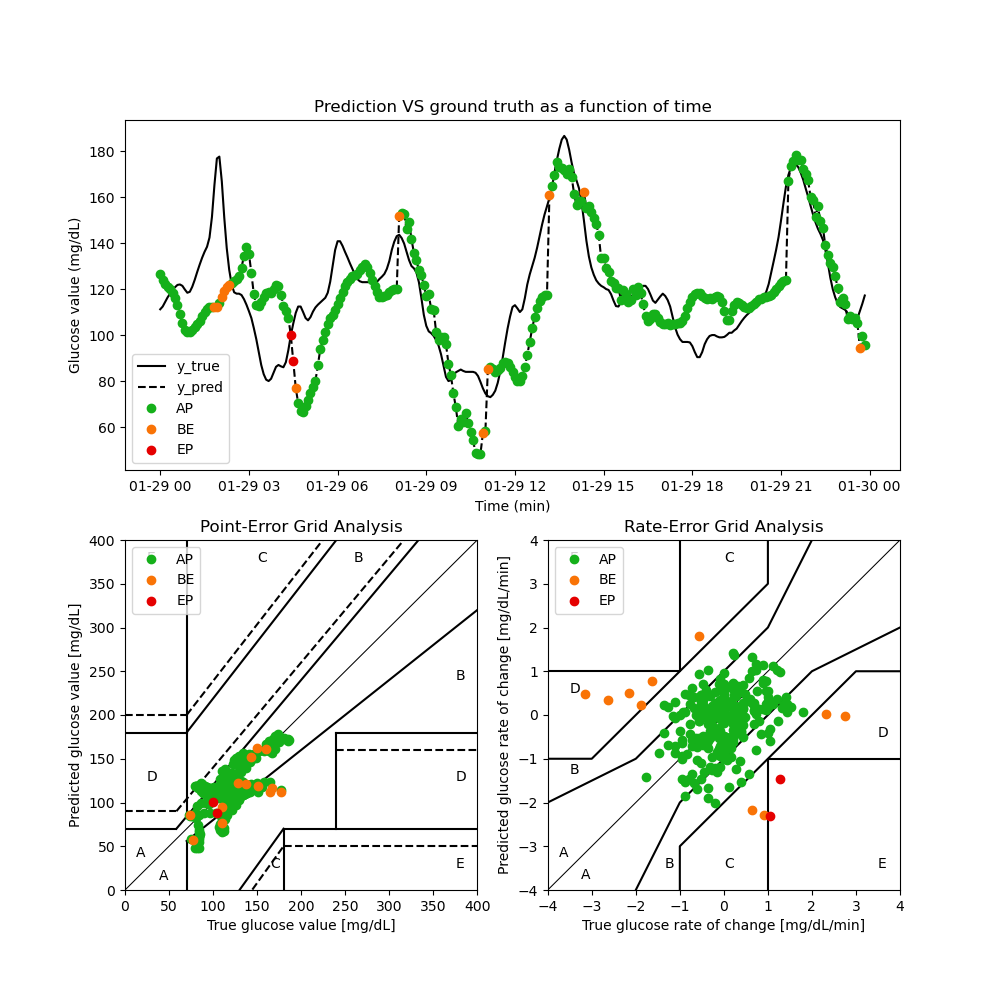 Prediction VS ground truth as a function of time
Glucose value (mg/dL)
180
160
140
120
100
80
60
y_true
y_pred
AP
BE
EP
01-29 00 01-29 03 01-29 06 01-29 09 01-29 12 01-29 15 01-29 18 01-29 21 01-30 00
Time (min)
Point-Error Grid Analysis
Predicted glucose value [mg/dL]
400
350
300
250
200
150
100
50
0
AP
BE
EP
C
B
B
D
D
A
A
C
E
0 50 100 150 200 250 300 350 400
True glucose value [mg/dL]
Rate-Error Grid Analysis
Predicted glucose rate of change [mg/dL/min]
4
3
2
1
0
−1
−2
−3
−4
AP
BE
EP
C
D
D
B
A
A
B
C
E
−4 −3 −2 −1 0 1 2 3 4
True glucose rate of change [mg/dL/min]